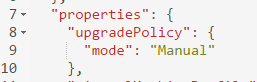 7 "properties": {
8 "upgradePolicy": {
9 "mode": "Manual"
10 },